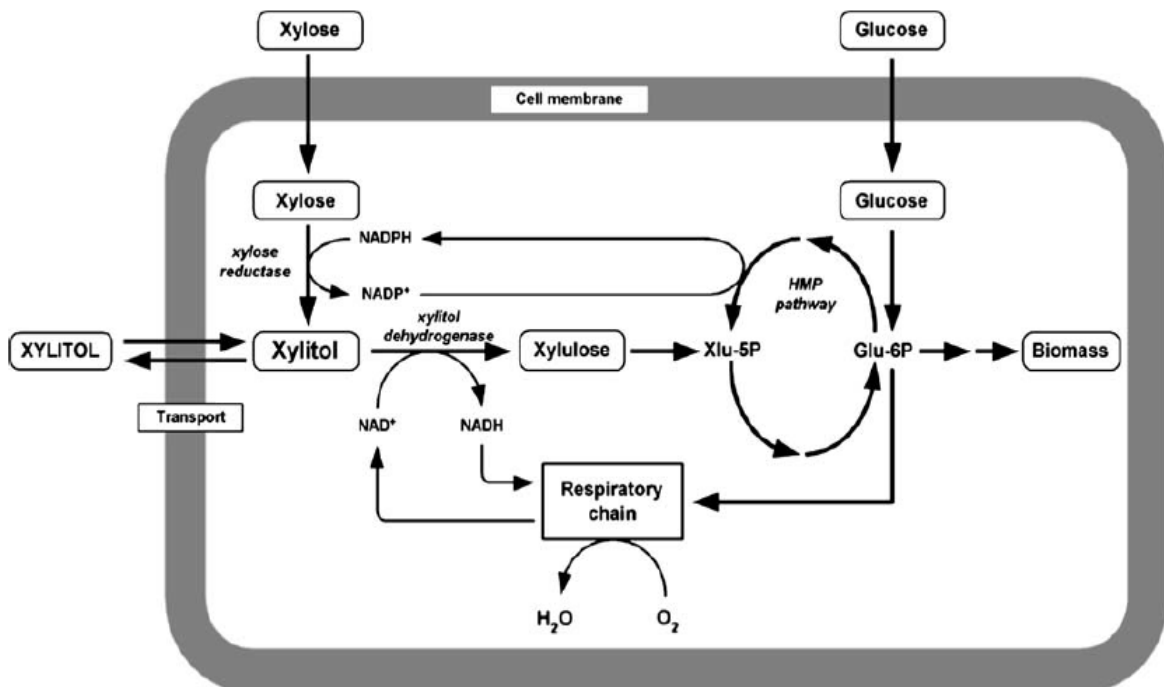 Xylose
Glucose
Cell membrane
Xylose
Glucose
xylose
reductase
NADPH
NADP⁺
HMP
pathway
XYLITOL
Xylitol
xylitol
dehydrogenase
Xylulose
Xlu-5P
Glu-6P
Biomass
Transport
NAD⁺
NADH
Respiratory
chain
H₂O
O₂